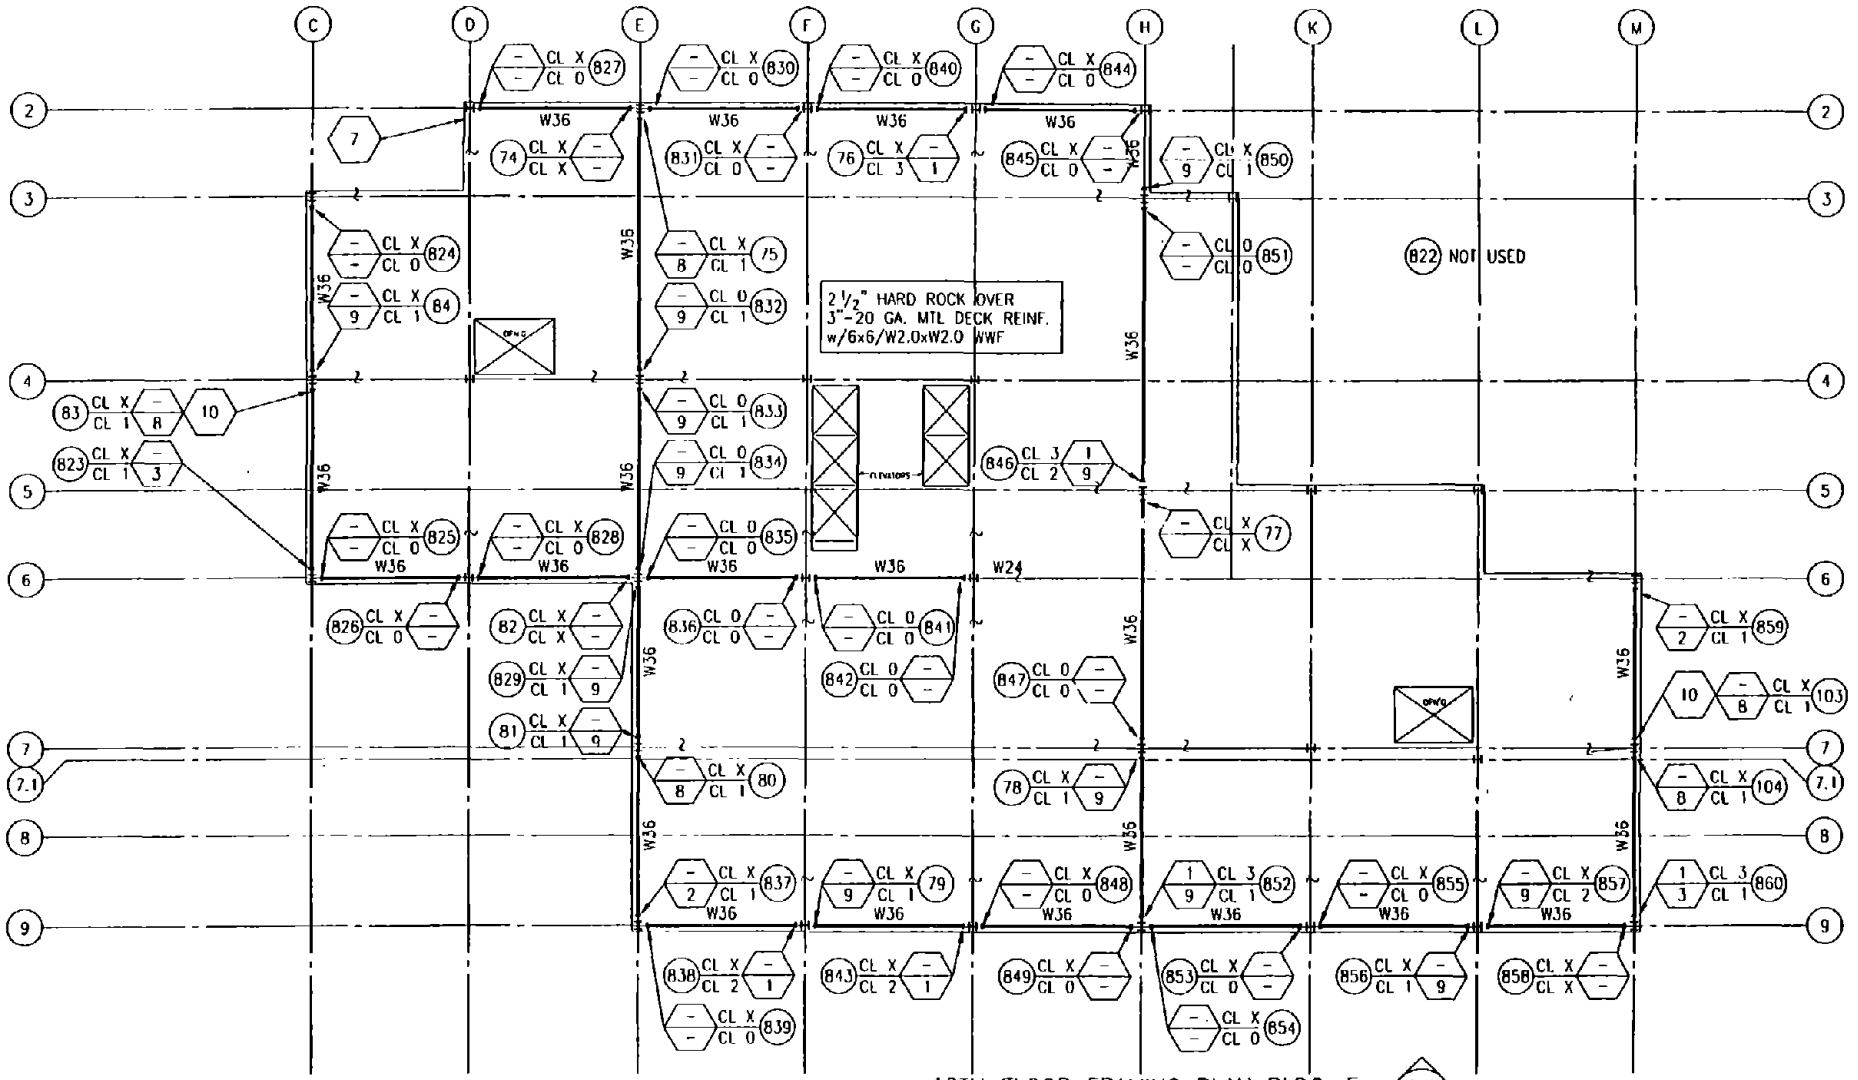 C D E F G H K L M
- CL X 827
- CL 0
- CL X 830
- CL 0
- CL X 840
- CL 0
- CL X 844
- CL 0
2 2
7
W36 W36 W36 W36
74 CL X -
CL X -
831 CL X -
CL 0 -
76 CL X -
CL 3 1
845 CL X -
CL 0 -
W36
- CL X 850
9 CL 1
3 3
- CL X 824
- CL 0
W36
- CL X 75
8 CL 1
- CL 0 851
- CL 0
822 NOT USED
W36
- CL X 84
9 CL 1
- CL 0 832
9 CL 1
2 1/2" HARD ROCK OVER
3"-20 GA. MTL DECK REINF.
w/6x6/W2.0xW2.0 WWF
W36
OPN'G
4 4
83 CL X - 10
CL 1 8
- CL 0 833
9 CL 1
823 CL X -
CL 1 3
W36
W36
- CL 0 834
9 CL 1
ELEVATORS
846 CL 3 1
CL 2 9
5 5
- CL X 825
- CL 0
- CL X 828
- CL 0
- CL 0 835
- CL 0
- CL X 77
- CL X
W36 W36 W36 W36 W24
6 6
826 CL X -
CL 0 -
82 CL X -
CL X -
836 CL 0 -
CL 0 -
- CL 0 841
- CL 0
W36
- CL X 859
2 CL 1
829 CL X -
CL 1 9
W36
842 CL 0 -
CL 0 -
847 CL 0 -
CL 0 -
W36
10 - CL X 103
8 CL 1
OPN'G
81 CL X -
CL 1 9
7 7
7.1 7.1
- CL X 80
8 CL 1
78 CL X -
CL 1 9
- CL X 104
8 CL 1
8 8
W36 W36 W36
- CL X 837
2 CL 1
- CL X 79
9 CL 1
- CL X 848
- CL 0
1 CL 3 852
9 CL 1
- CL X 855
- CL 0
- CL X 857
9 CL 2
1 CL 3 860
3 CL 1
W36 W36 W36 W36 W36 W36
9 9
838 CL X -
CL 2 1
843 CL X -
CL 2 1
849 CL X -
CL 0 -
853 CL X -
CL 0 -
856 CL X -
CL 1 9
858 CL X -
CL X -
- CL X 839
- CL 0
- CL X 854
- CL 0
FLOOR FRAMING PLAN